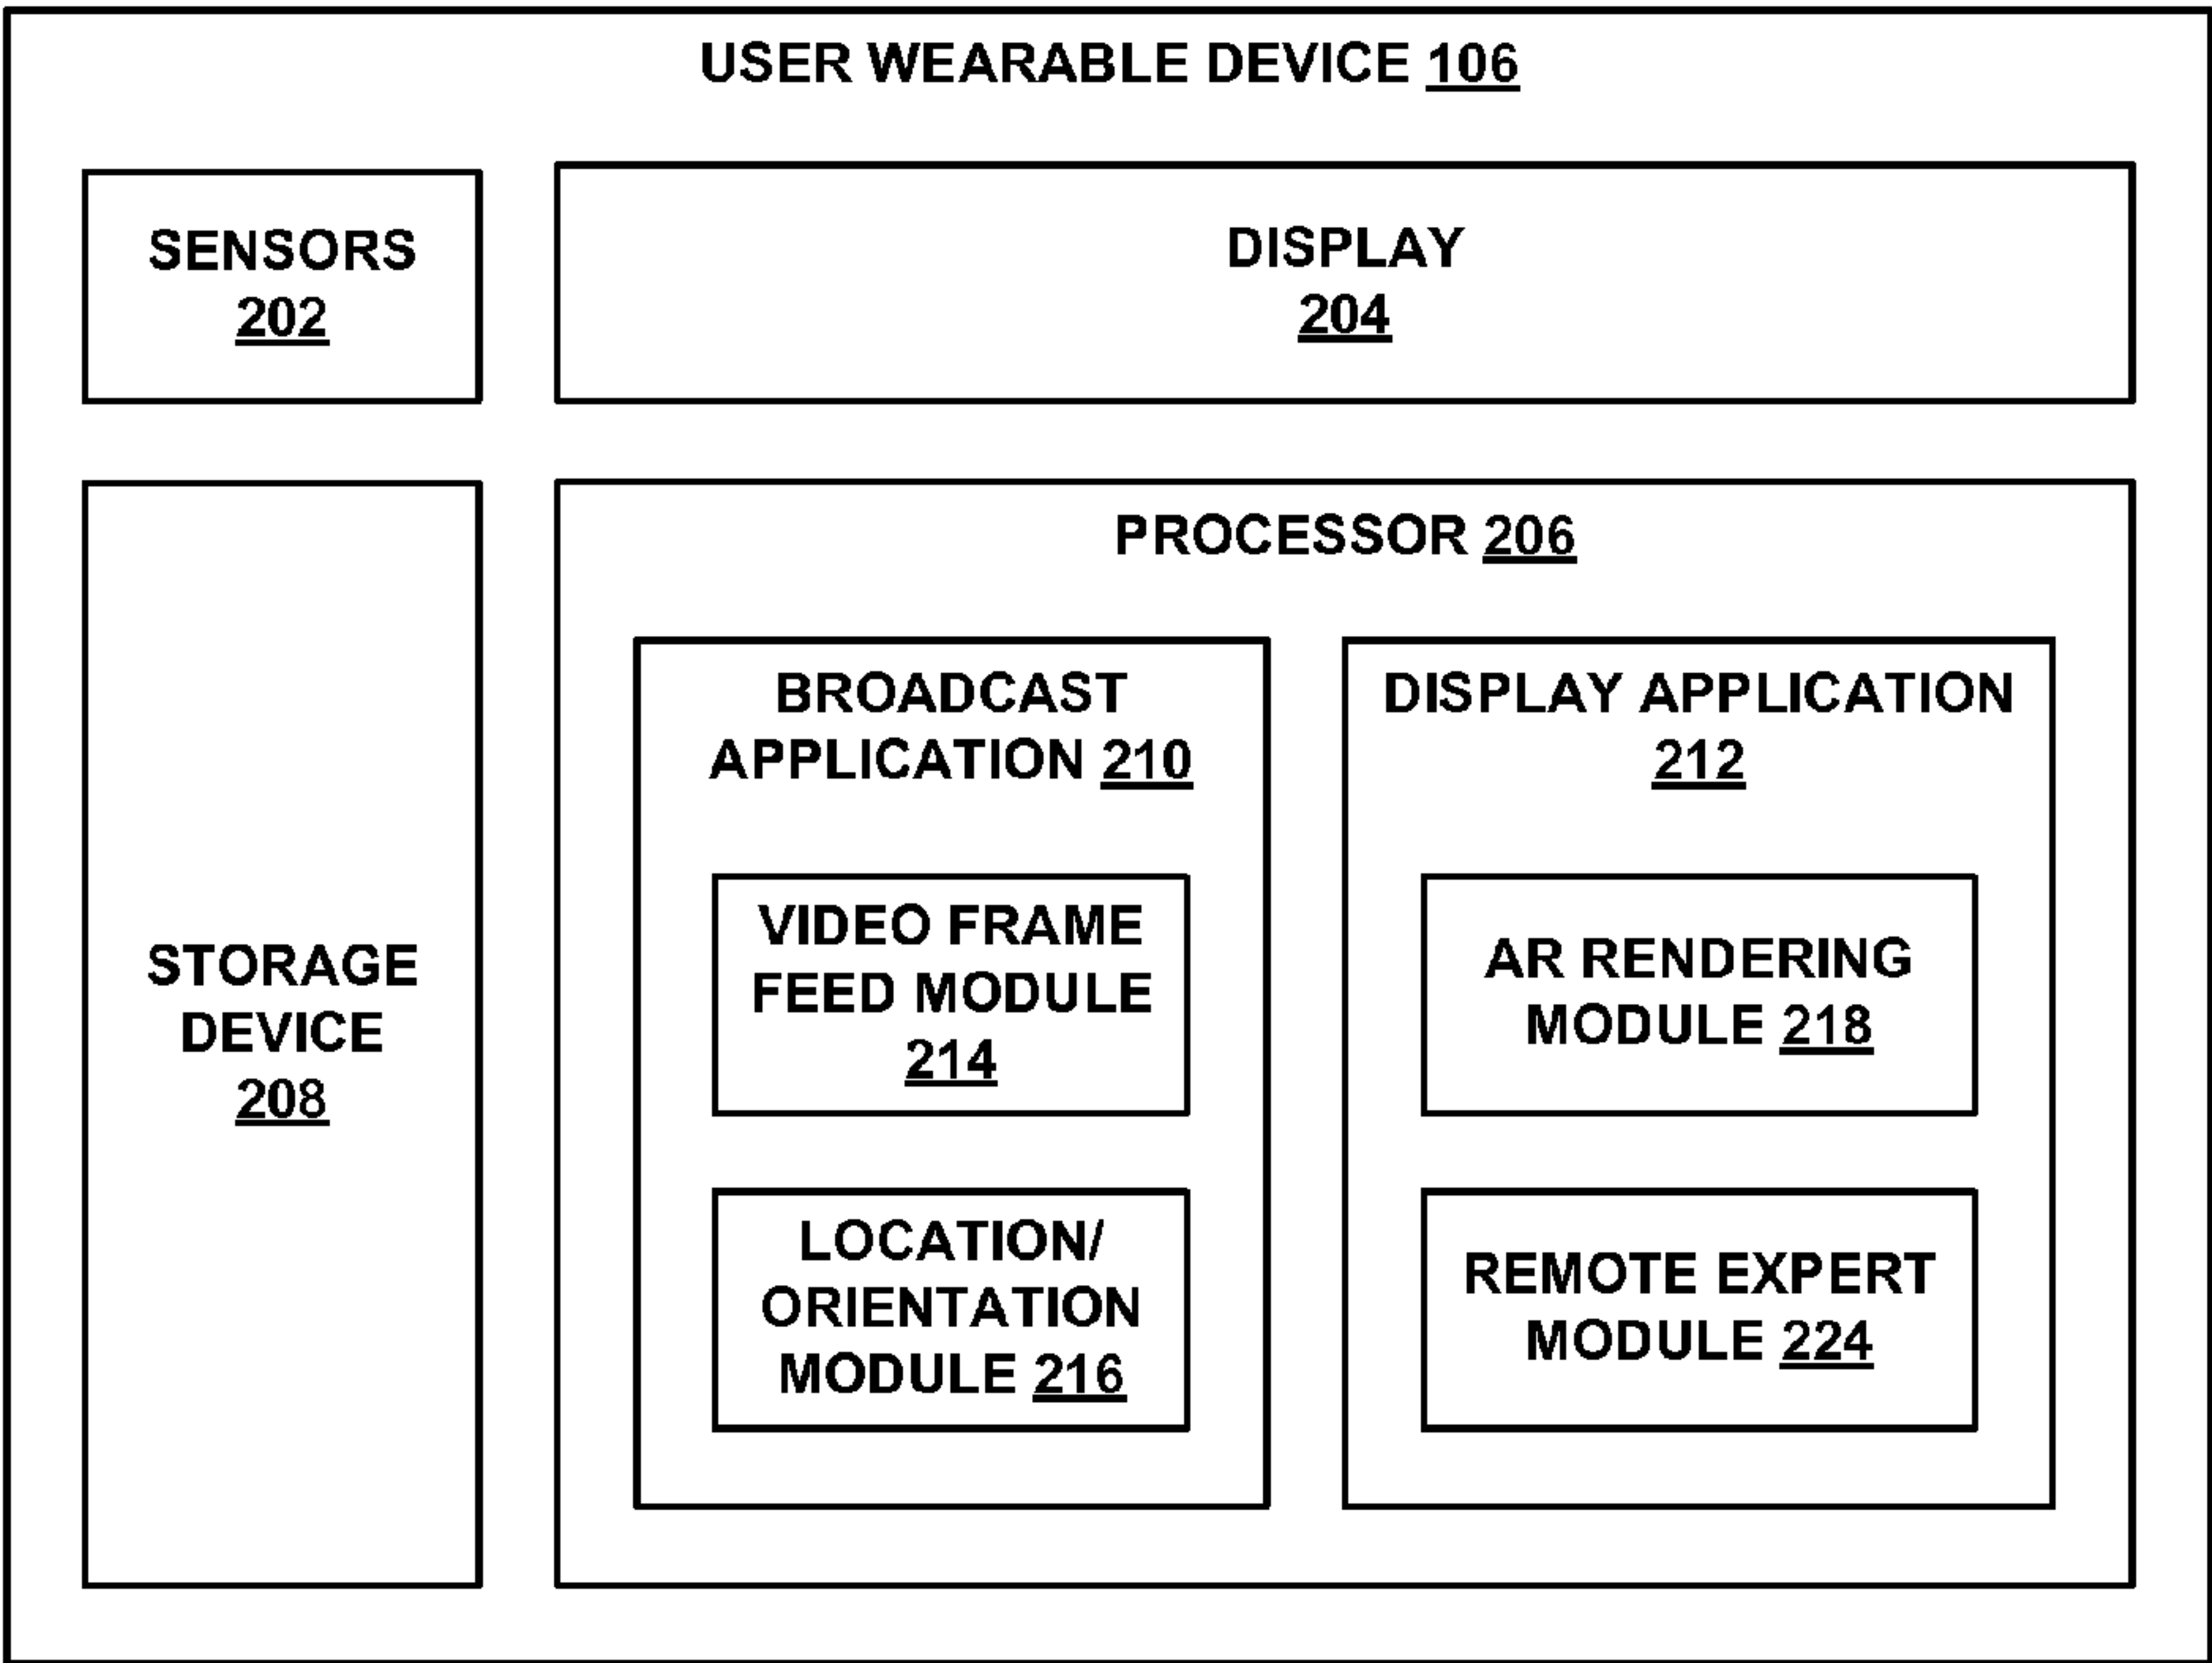 USER WEARABLE DEVICE 106
SENSORS
202
DISPLAY
204
STORAGE
DEVICE
208
PROCESSOR 206
BROADCAST
APPLICATION 210
VIDEO FRAME
FEED MODULE
214
LOCATION/
ORIENTATION
MODULE 216
DISPLAY APPLICATION
212
AR RENDERING
MODULE 218
REMOTE EXPERT
MODULE 224